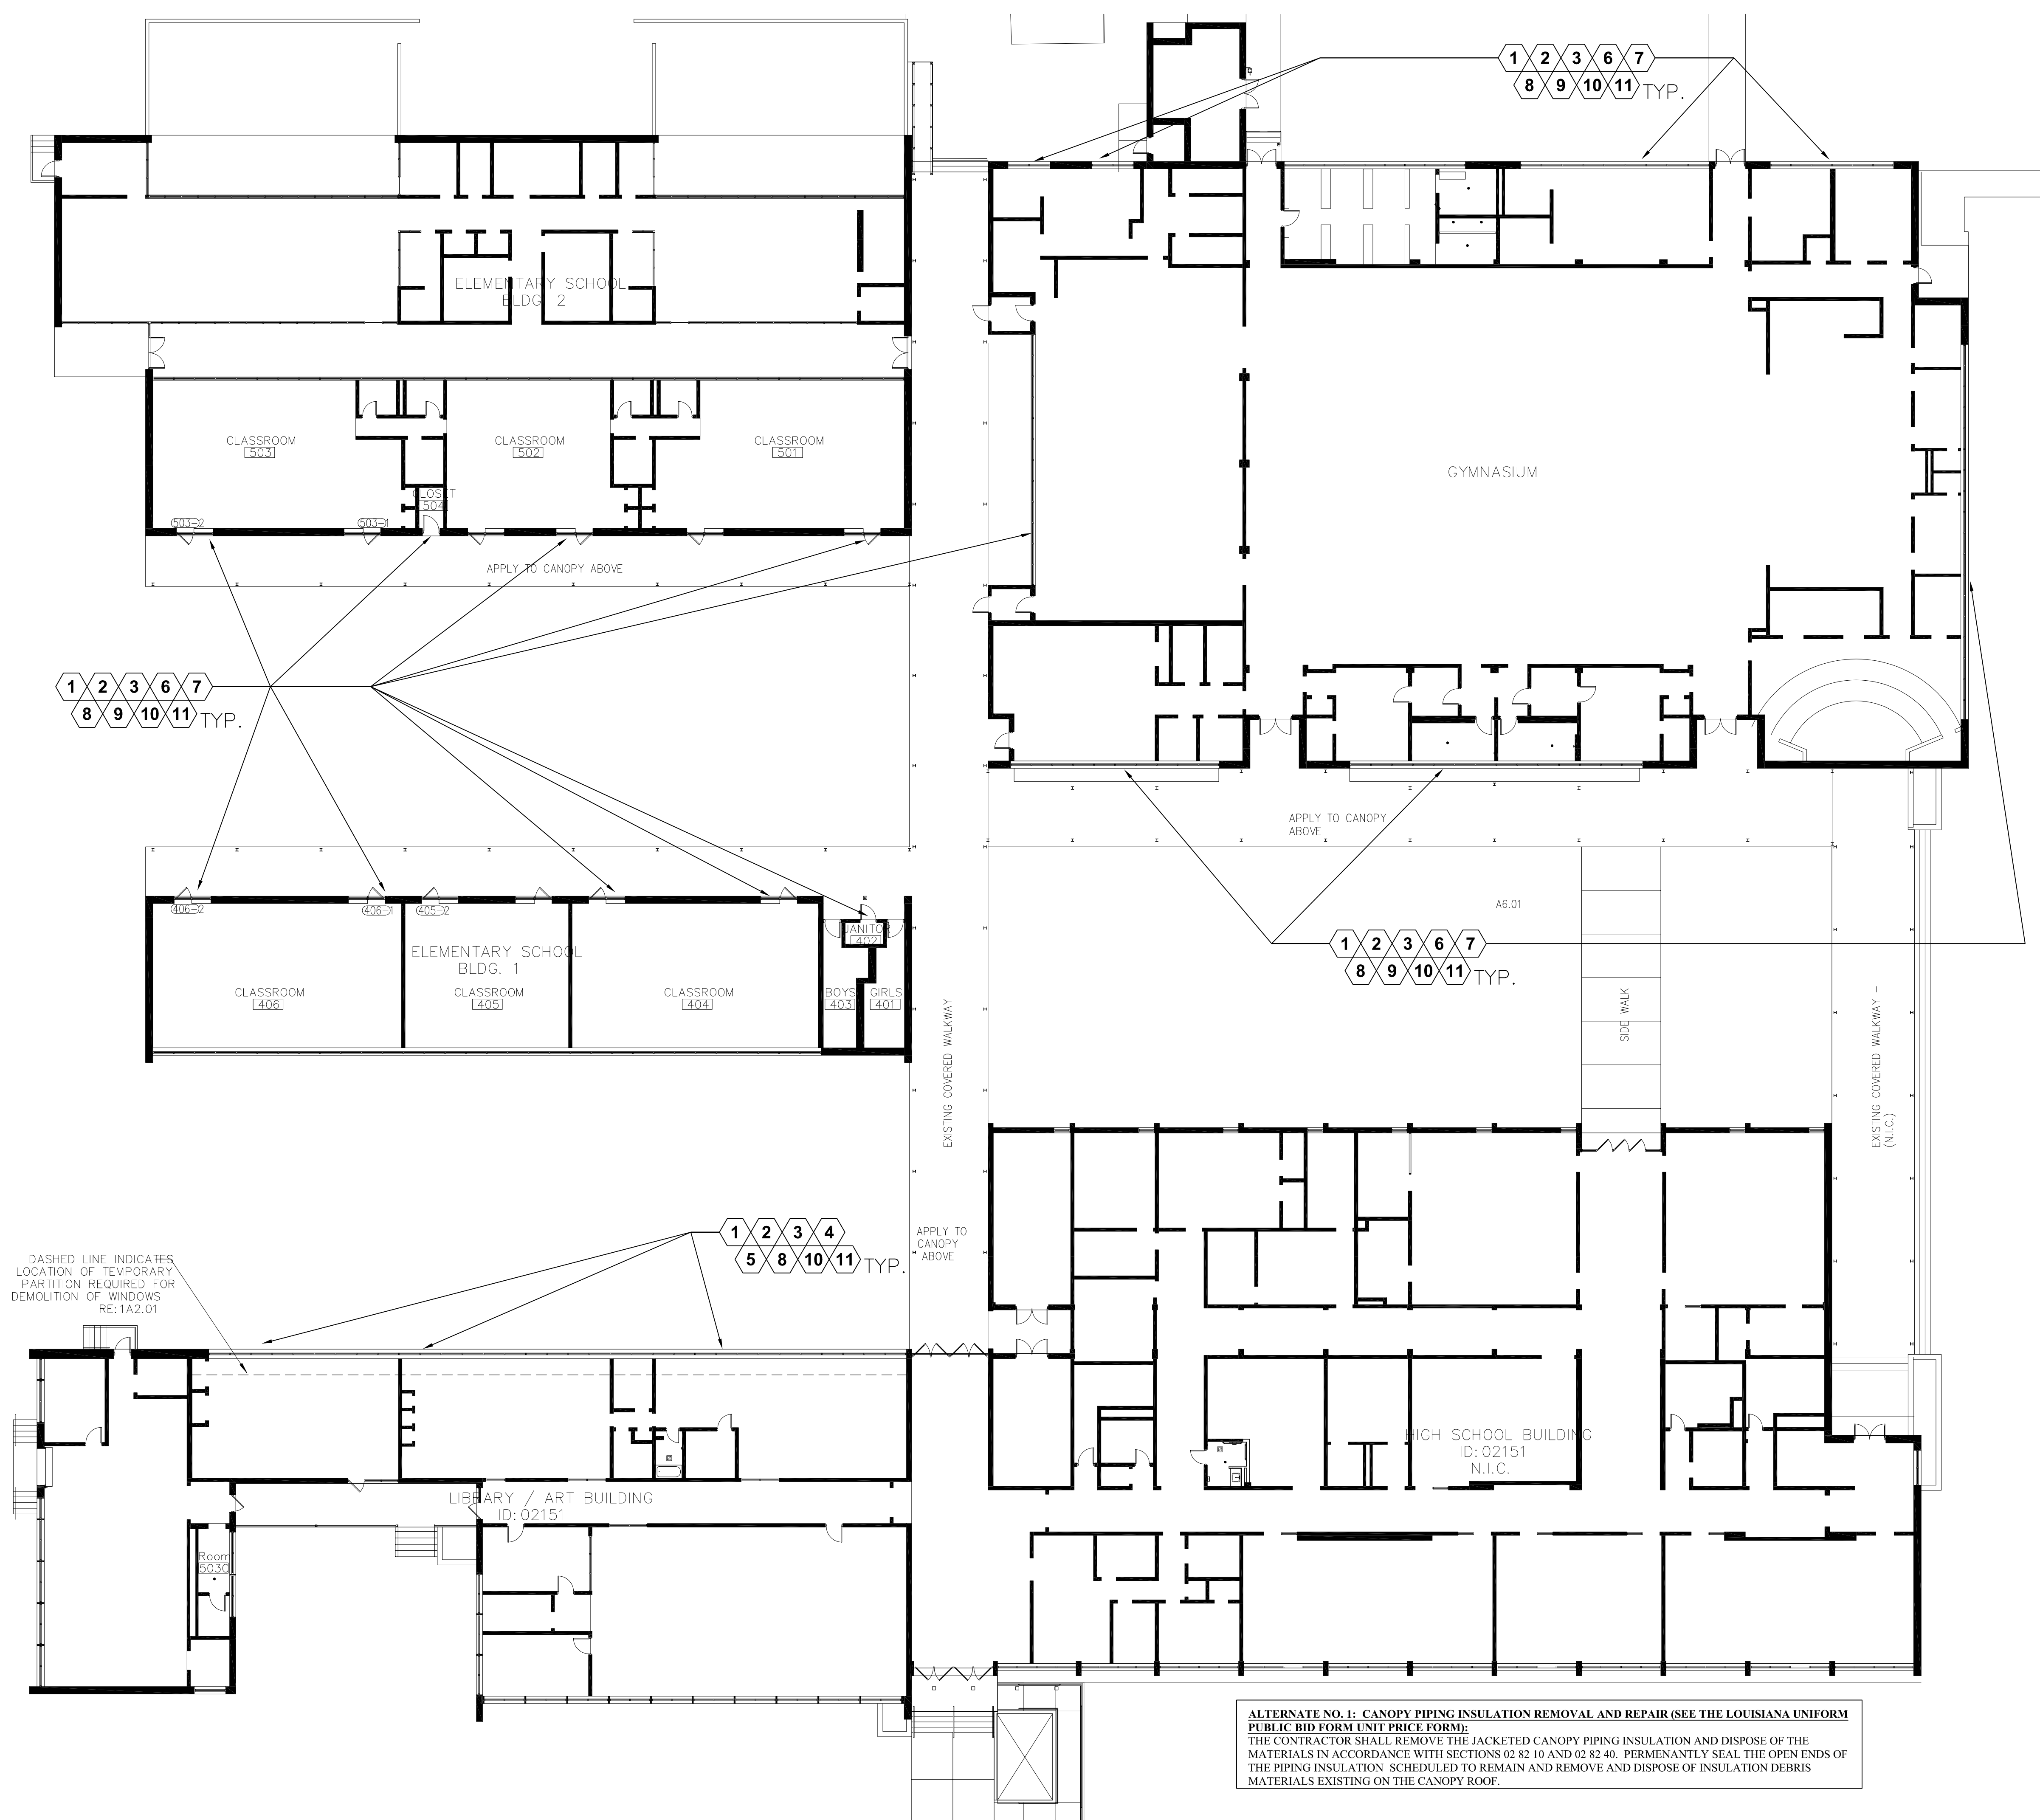 1 2 3 6 7
8 9 10 11 TYP.
ELEMENTARY SCHOOL
BLDG. 2
CLASSROOM
503
CLASSROOM
502
CLASSROOM
501
GYMNASIUM
CLOSET
504
503-2
503-1
APPLY TO CANOPY ABOVE
1 2 3 6 7
8 9 10 11 TYP.
APPLY TO CANOPY
ABOVE
406-2
406-1
405-2
A6.01
JANITOR
402
ELEMENTARY SCHOOL
BLDG. 1
1 2 3 6 7
8 9 10 11 TYP.
CLASSROOM
406
CLASSROOM
405
CLASSROOM
404
BOYS
403
GIRLS
401
EXISTING COVERED WALKWAY
SIDE WALK
EXISTING COVERED WALKWAY –
(N.I.C.)
1 2 3 4
5 8 10 11 TYP.
APPLY TO
CANOPY
ABOVE
DASHED LINE INDICATES
LOCATION OF TEMPORARY
PARTITION REQUIRED FOR
DEMOLITION OF WINDOWS
RE:1A2.01
HIGH SCHOOL BUILDING
ID:02151
N.I.C.
LIBRARY / ART BUILDING
ID:02151
Room
5030
ALTERNATE NO. 1: CANOPY PIPING INSULATION REMOVAL AND REPAIR (SEE THE LOUISIANA UNIFORM
PUBLIC BID FORM UNIT PRICE FORM):
THE CONTRACTOR SHALL REMOVE THE JACKETED CANOPY PIPING INSULATION AND DISPOSE OF THE
MATERIALS IN ACCORDANCE WITH SECTIONS 02 82 10 AND 02 82 40. PERMENANTLY SEAL THE OPEN ENDS OF
THE PIPING INSULATION SCHEDULED TO REMAIN AND REMOVE AND DISPOSE OF INSULATION DEBRIS
MATERIALS EXISTING ON THE CANOPY ROOF.